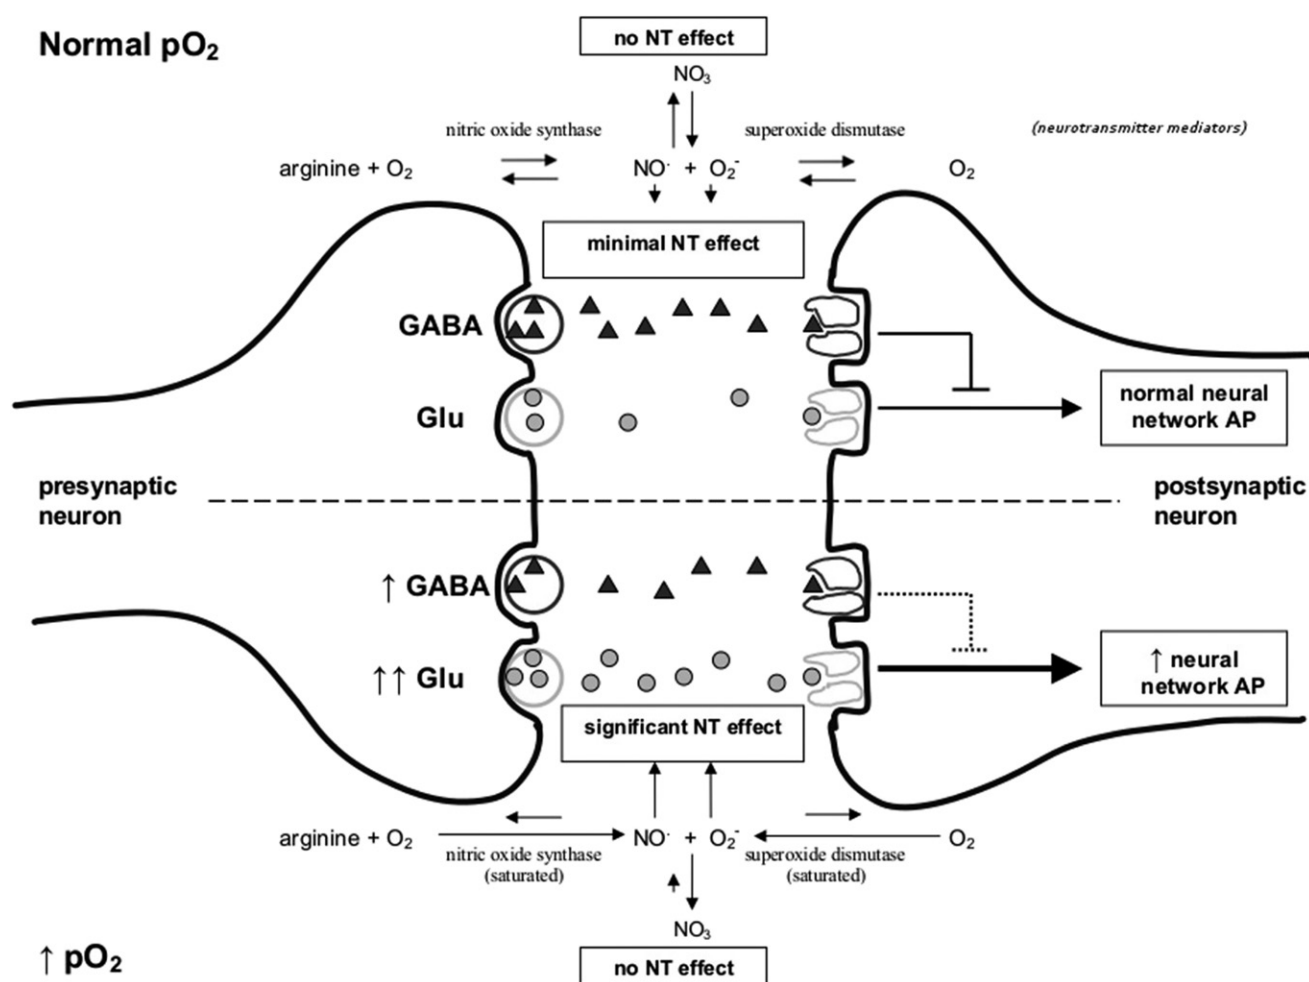 Normal pO₂
no NT effect
NO₃
nitric oxide synthase
superoxide dismutase
(neurotransmitter mediators)
arginine + O₂
NO· + O₂⁻
O₂
minimal NT effect
GABA
Glu
normal neural
network AP
presynaptic
neuron
postsynaptic
neuron
↑ GABA
↑↑ Glu
↑ neural
network AP
significant NT effect
arginine + O₂
NO· + O₂⁻
O₂
nitric oxide synthase
(saturated)
superoxide dismutase
(saturated)
NO₃
no NT effect
↑ pO₂